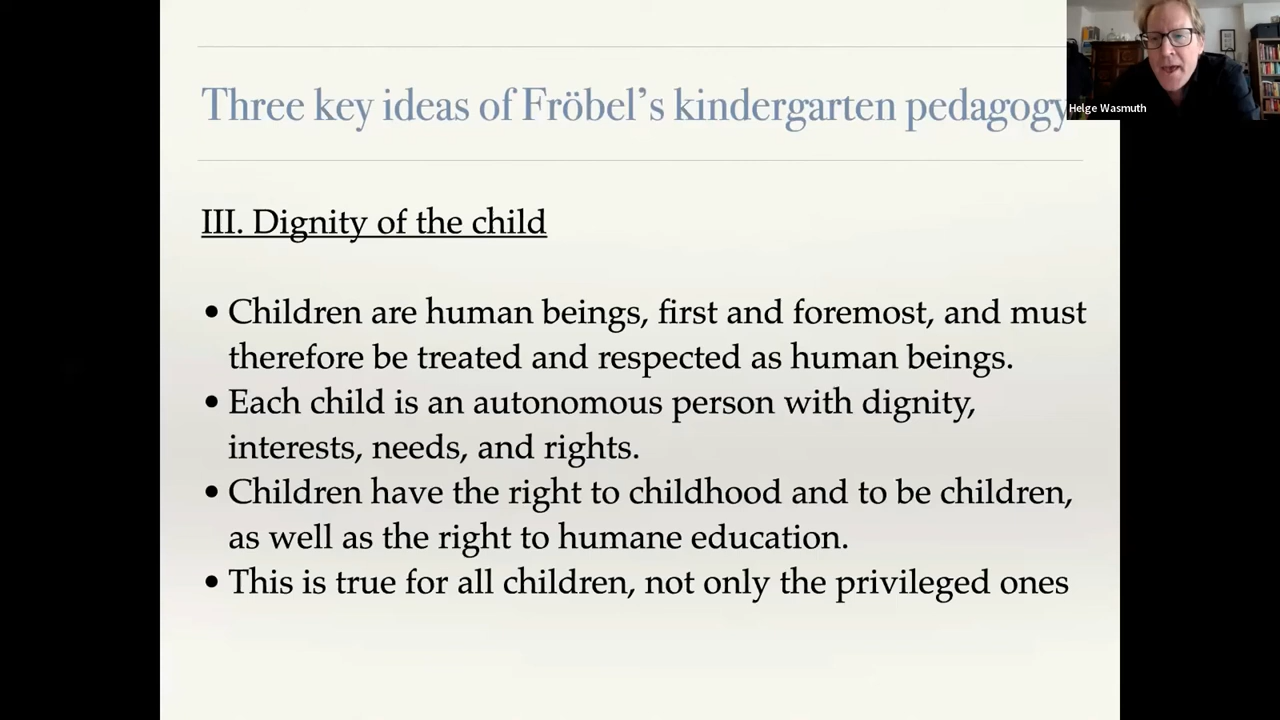 Three key ideas of Fröbel's kindergarten pedagogy
Helge Wasmuth
III. Dignity of the child
• Children are human beings, first and foremost, and must
therefore be treated and respected as human beings.
• Each child is an autonomous person with dignity,
interests, needs, and rights.
• Children have the right to childhood and to be children,
as well as the right to humane education.
• This is true for all children, not only the privileged ones